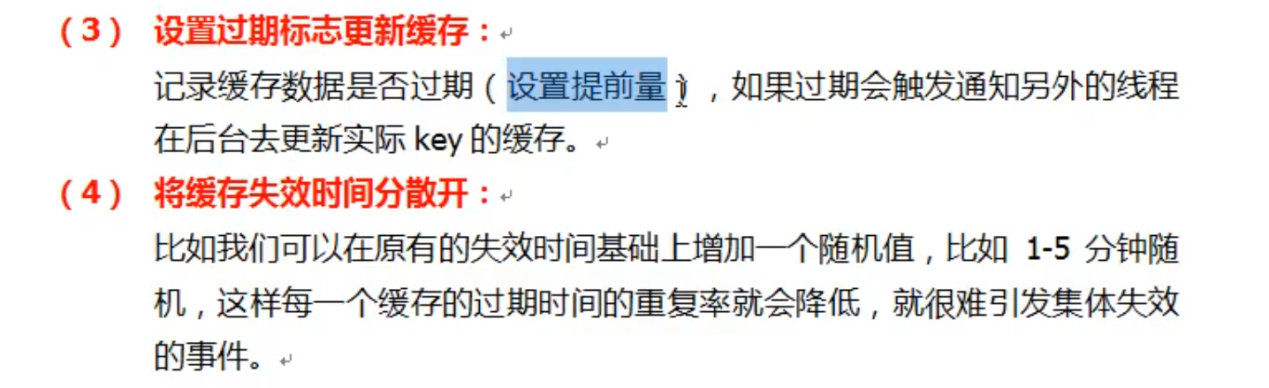 （3） 设置过期标志更新缓存：
记录缓存数据是否过期（设置提前量），如果过期会触发通知另外的线程
在后台去更新实际 key 的缓存。
（4） 将缓存失效时间分散开：
比如我们可以在原有的失效时间基础上增加一个随机值，比如 1-5 分钟随
机，这样每一个缓存的过期时间的重复率就会降低，就很难引发集体失效
的事件。